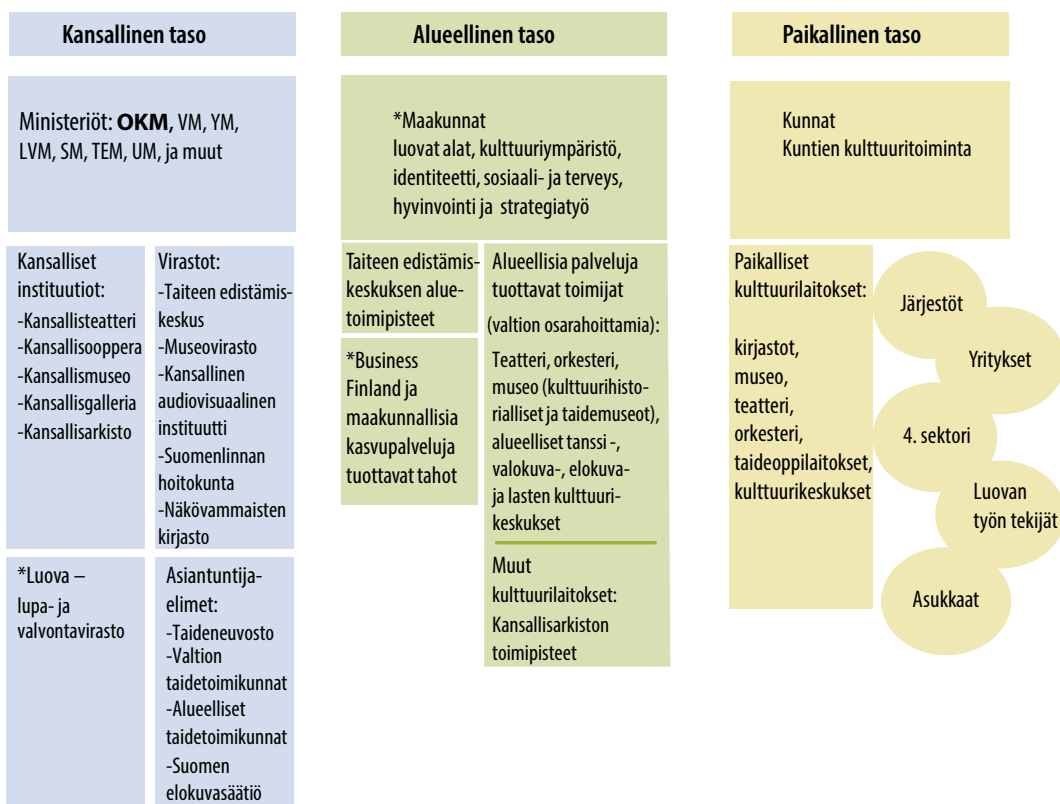 Kansallinen taso
Ministeriöt: OKM, VM, YM,
LVM, SM, TEM, UM, ja muut
Kansalliset
instituutiot:
-Kansallisteatteri
-Kansallisooppera
-Kansallismuseo
-Kansallisgalleria
-Kansallisarkisto
Virastot:
-Taiteen edistämis-
keskus
-Museovirasto
-Kansallinen
audiovisuaalinen
instituutti
-Suomenlinnan
hoitokunta
-Näkövammaisten
kirjasto
*Luova –
lupa- ja
valvontavirasto
Asiantuntija-
elimet:
-Taideneuvosto
-Valtion
taidetoimikunnat
-Alueelliset
taidetoimikunnat
-Suomen
elokuvasäätiö
Alueellinen taso
*Maakunnat
luovat alat, kulttuuriympäristö,
identiteetti, sosiaali- ja terveys,
hyvinvointi ja strategiatyö
Taiteen edistämis-
keskuksen alue-
toimipisteet
*Business
Finland ja
maakunnallisia
kasvupalveluja
tuottavat tahot
Alueellisia palveluja
tuottavat toimijat
(valtion osarahoittamia):
Teatteri, orkesteri,
museo (kulttuurihisto-
rialliset ja taidemuseot),
alueelliset tanssi -,
valokuva-, elokuva-
ja lasten kulttuuri-
keskukset
Muut
kulttuurilaitokset:
Kansallisarkiston
toimipisteet
Paikallinen taso
Kunnat
Kuntien kulttuuritoiminta
Paikalliset
kulttuurilaitokset:
kirjastot,
museo,
teatteri,
orkesteri,
taideoppilaitokset,
kulttuurikeskukset
Järjestöt
Yritykset
4. sektori
Luovan
työn tekijät
Asukkaat